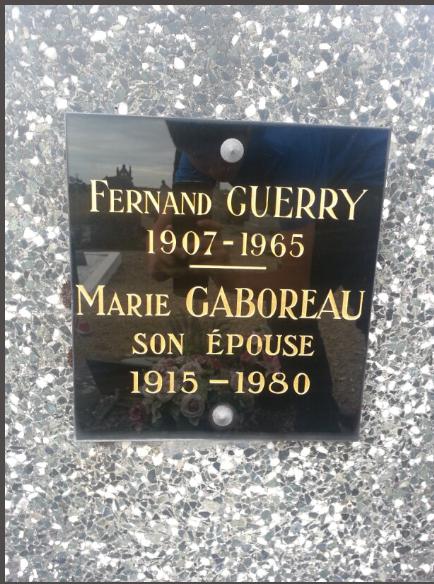 FERNAND GUERRY
1907-1965
MARIE GABOREAU
SON ÉPOUSE
1915-1980